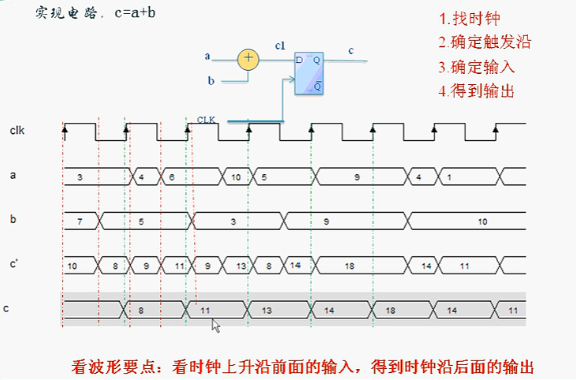 实现电路. c=a+b
1.找时钟
2.确定触发沿
3.确定输入
4.得到输出
a + c1 D Q c
b Q
CLK
clk
a 3 4 6 10 5 9 4 1
b 7 5 3 9 10
c' 10 8 9 11 9 13 8 14 18 14 11
c 8 11 13 14 18 14 11
看波形要点：看时钟上升沿前面的输入，得到时钟沿后面的输出